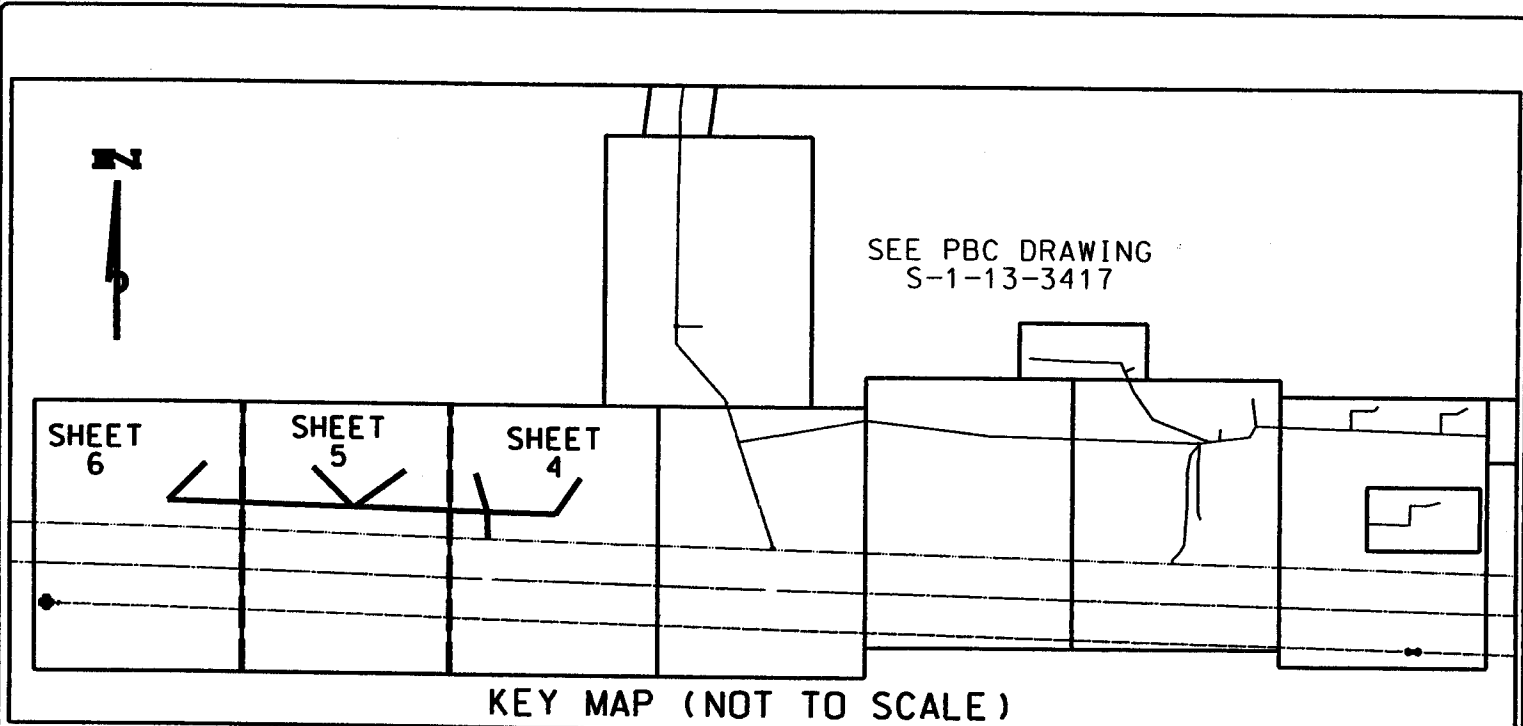 N
SEE PBC DRAWING
S-1-13-3417
SHEET
6
SHEET
5
SHEET
4
KEY MAP (NOT TO SCALE)